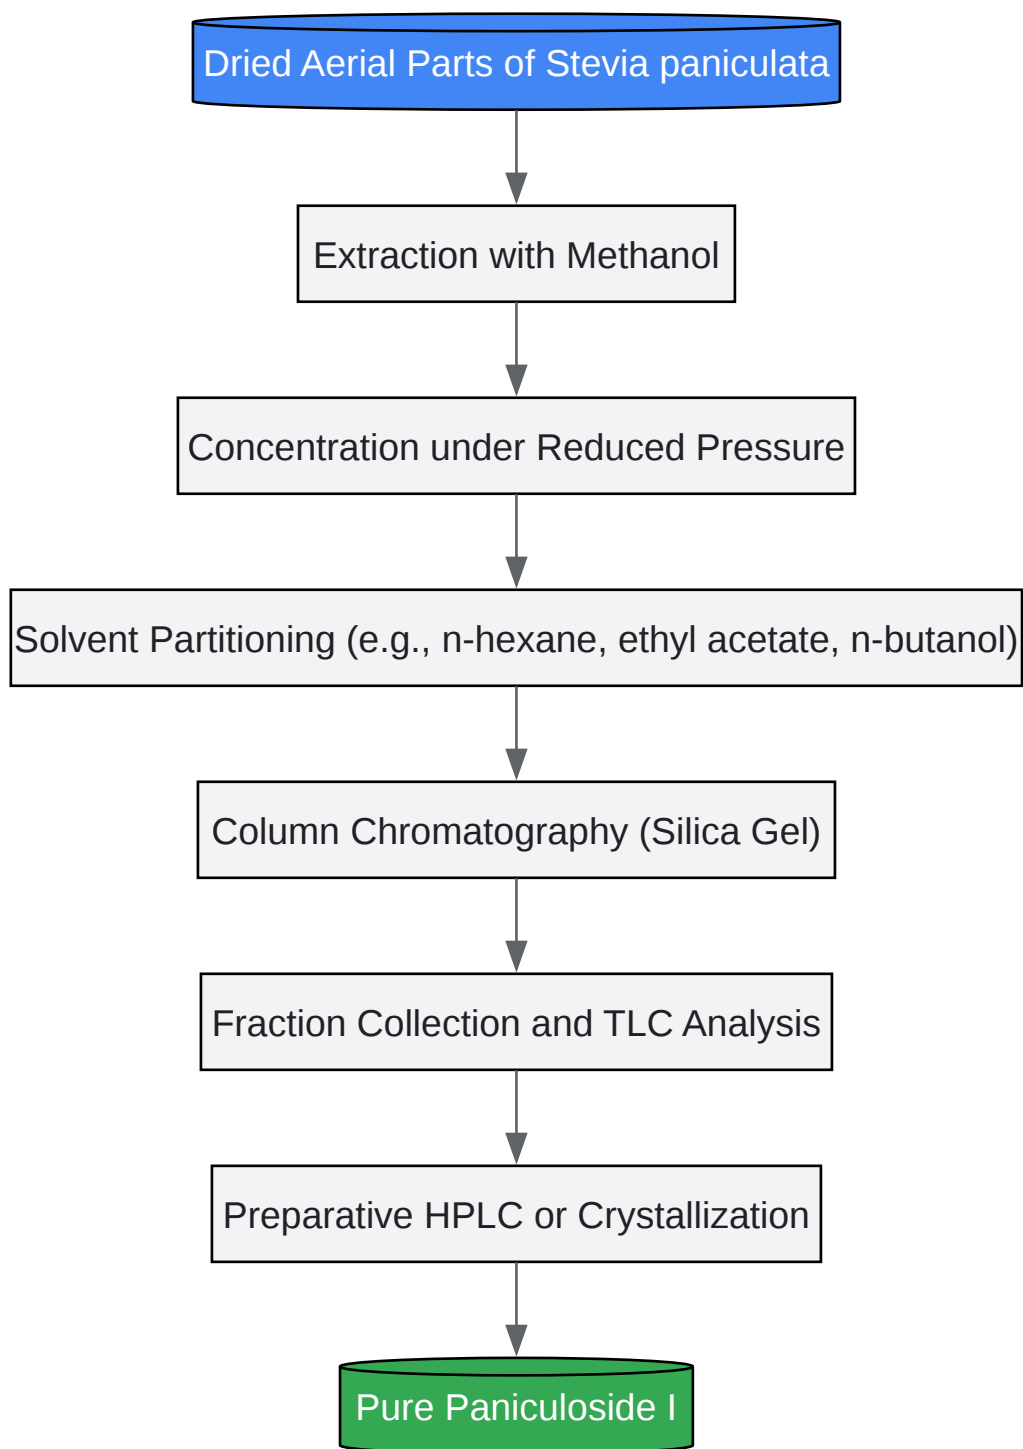 Dried Aerial Parts of Stevia paniculata
Extraction with Methanol
Concentration under Reduced Pressure
Solvent Partitioning (e.g., n-hexane, ethyl acetate, n-butanol)
Column Chromatography (Silica Gel)
Fraction Collection and TLC Analysis
Preparative HPLC or Crystallization
Pure Paniculoside I